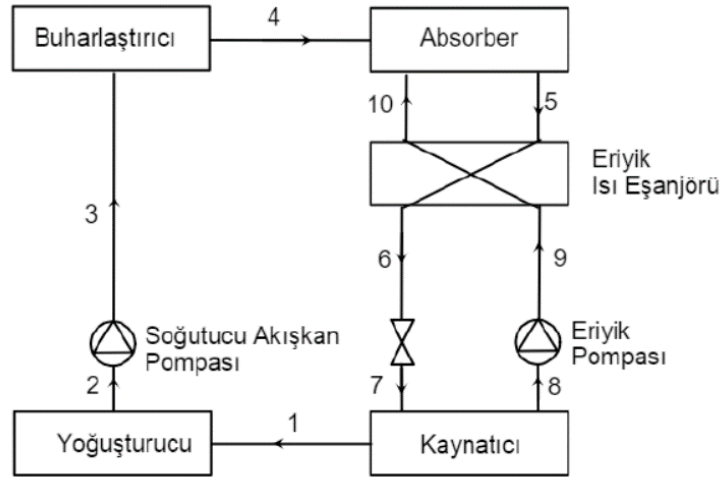 4
Buharlaştırıcı
Absorber
10
5
Eriyik
Isı Eşanjörü
3
6
9
Soğutucu Akışkan
Pompası
Eriyik
Pompası
2
7
8
1
Yoğuşturucu
Kaynatıcı